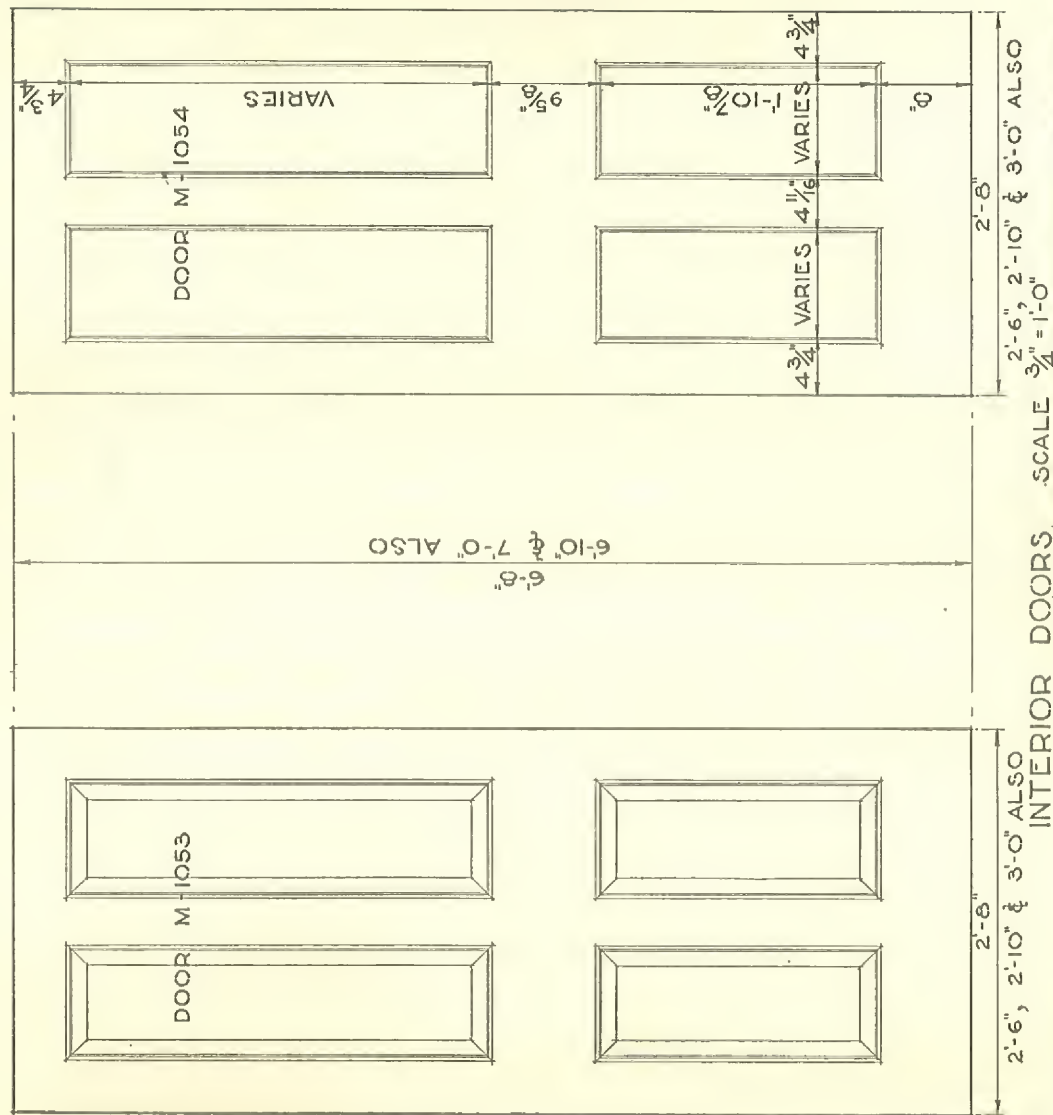 DOOR M-1053
2'-8"
2'-6", 2'-10" & 3'-0" ALSO
6'-10" & 7'-0" ALSO
6'-8"
DOOR M-1054
4 3/4"
VARIES
9 5/8"
1'-10 7/8"
8"
4 3/4" VARIES 4 11/16" VARIES 4 3/4"
2'-8"
2'-6", 2'-10" & 3'-0" ALSO
INTERIOR DOORS. SCALE 3/4" = 1'-0"